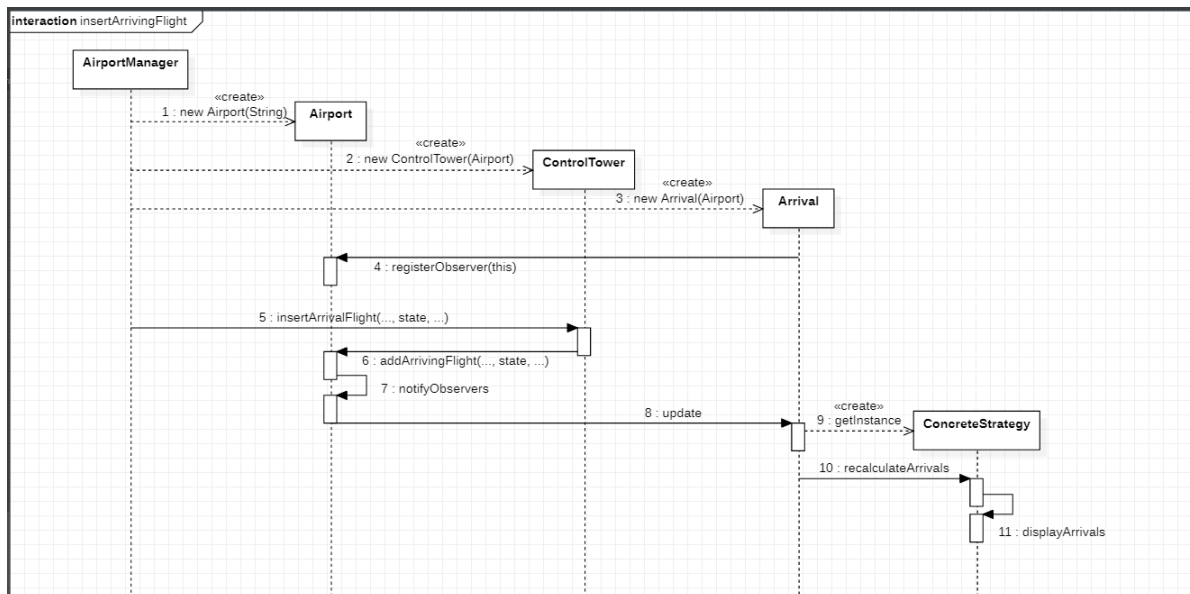 interaction insertArrivingFlight
AirportManager
«create»
1 : new Airport(String)
Airport
«create»
2 : new ControlTower(Airport)
ControlTower
«create»
3 : new Arrival(Airport)
Arrival
4 : registerObserver(this)
5 : insertArrivalFlight(..., state, ...)
6 : addArrivingFlight(..., state, ...)
7 : notifyObservers
8 : update
«create»
9 : getInstance
ConcreteStrategy
10 : recalculateArrivals
11 : displayArrivals